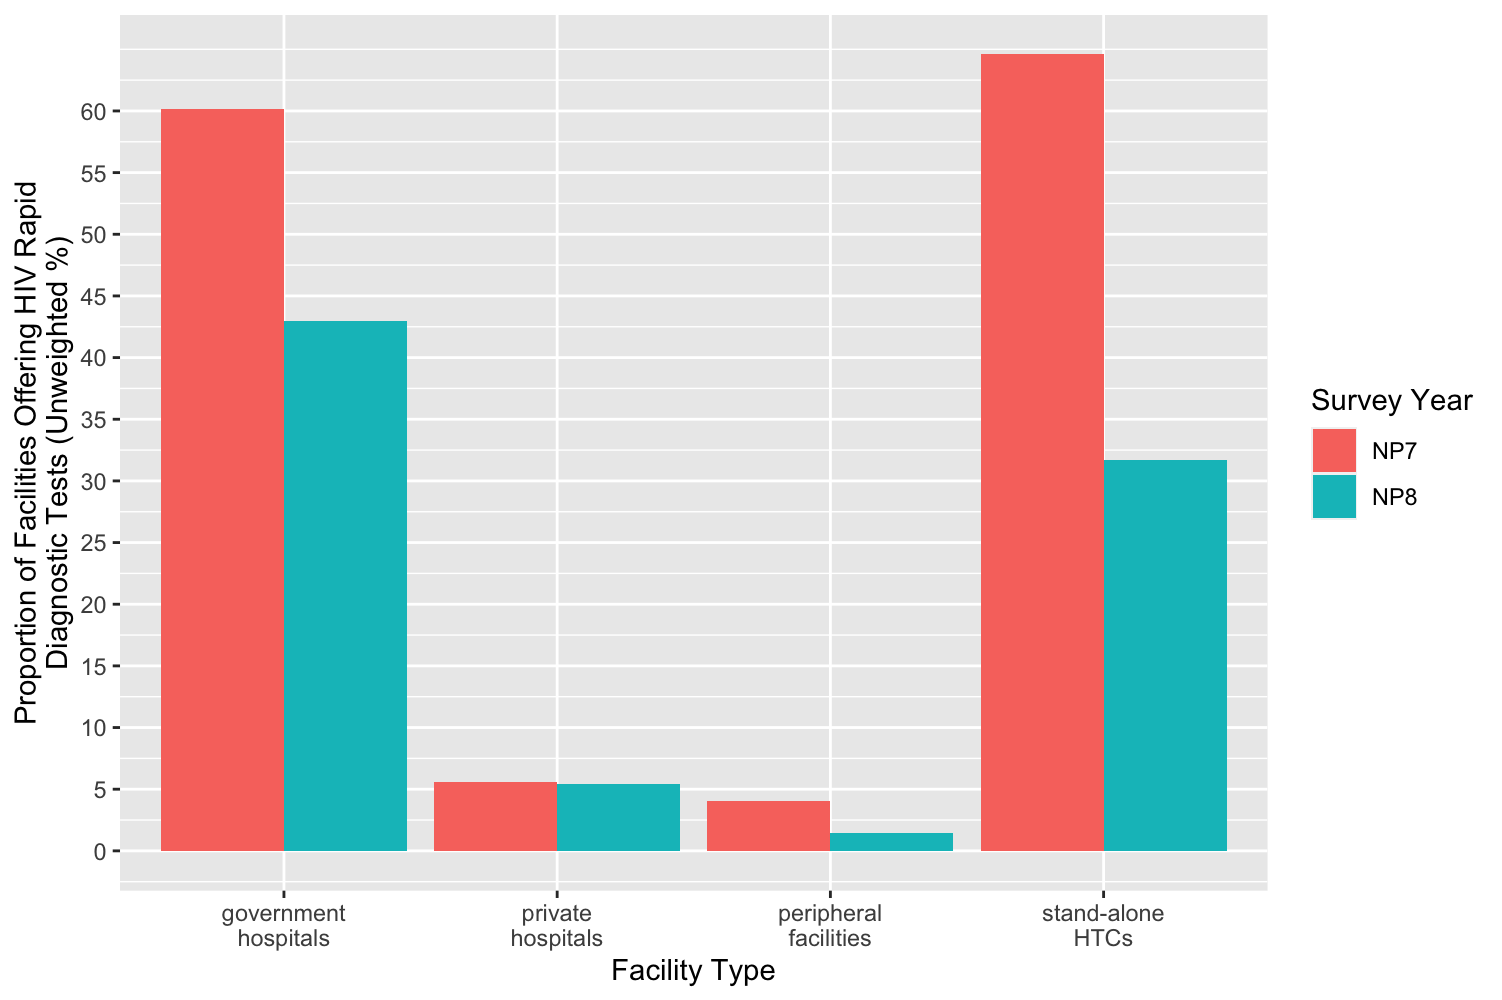 Proportion of Facilities Offering HIV Rapid
Diagnostic Tests (Unweighted %)
60
55
50
45
40
35
30
25
20
15
10
5
0
government
hospitals
private
hospitals
peripheral
facilities
stand-alone
HTCs
Facility Type
Survey Year
NP7
NP8